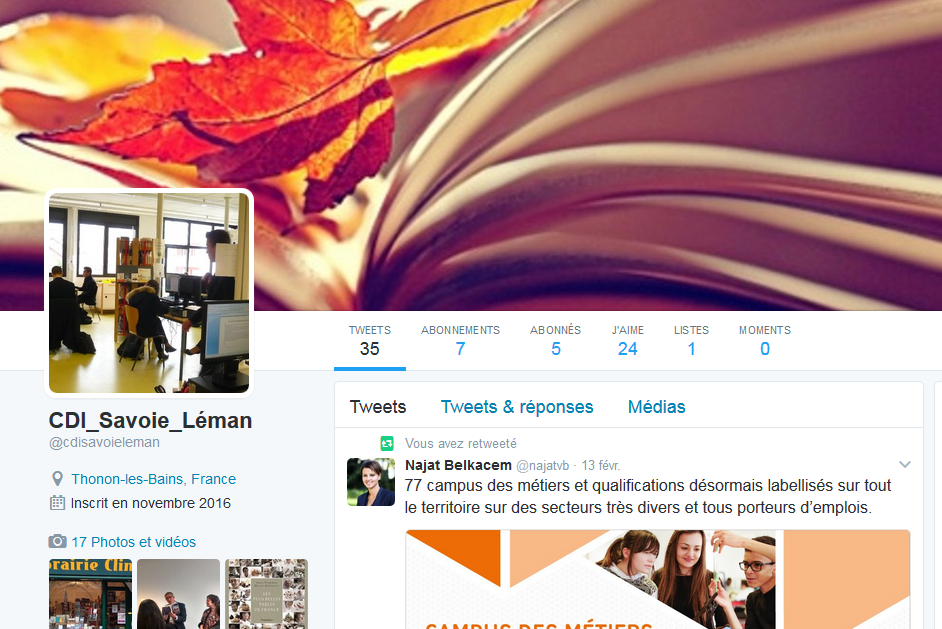 TWEETS ABONNEMENTS ABONNÉS J'AIME LISTES MOMENTS
35 7 5 24 1 0
CDI_Savoie_Léman
@cdisavoieleman
Thonon-les-Bains, France
Inscrit en novembre 2016
17 Photos et vidéos
Tweets Tweets & réponses Médias
Vous avez retweeté
Najat Belkacem @najatvb · 13 févr.
77 campus des métiers et qualifications désormais labellisés sur tout
le territoire sur des secteurs très divers et tous porteurs d'emplois.
CAMPUS DES MÉTIERS